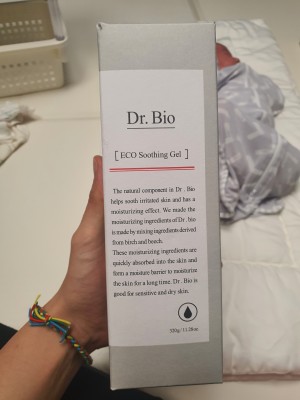 Dr. Bio
[ ECO Soothing Gel ]
The natural component in Dr . Bio
helps sooth irritated skin and has a
moisturizing effect. We made the
moisturizing ingredients of Dr . bio
is made by mixing ingredients derived
from birch and beech.
These moisturizing ingredients are
quickly absorbed into the skin and
form a moisture barrier to moisturize
the skin for a long time. Dr. Bio is
good for sensitive and dry skin.
320g/11.28oz